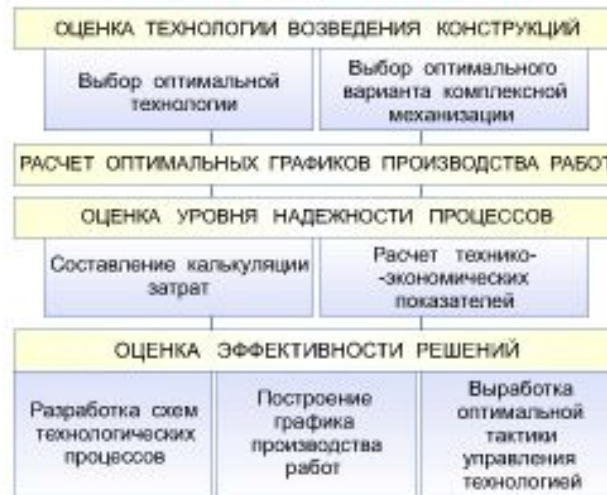 ОЦЕНКА ТЕХНОЛОГИИ ВОЗВЕДЕНИЯ КОНСТРУКЦИЙ
Выбор оптимальной
технологии
Выбор оптимального
варианта комплексной
механизации
РАСЧЕТ ОПТИМАЛЬНЫХ ГРАФИКОВ ПРОИЗВОДСТВА РАБОТ
ОЦЕНКА УРОВНЯ НАДЕЖНОСТИ ПРОЦЕССОВ
Составление калькуляции
затрат
Расчет технико-
-экономических
показателей
ОЦЕНКА ЭФФЕКТИВНОСТИ РЕШЕНИЙ
Разработка схем
технологических
процессов
Построение
графика
производства
работ
Выработка
оптимальной
тактики
управления
технологией